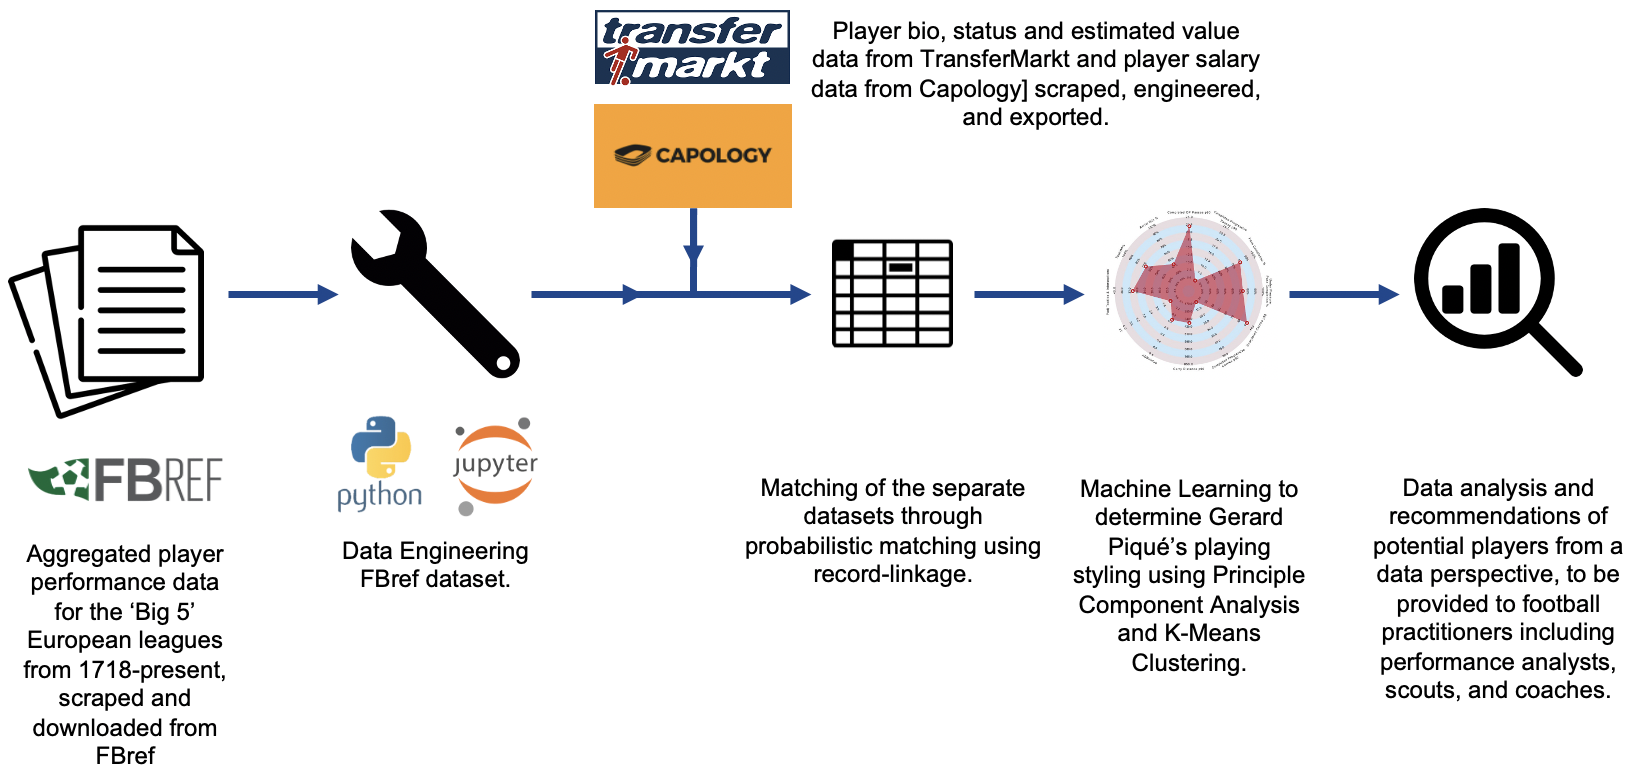 transfer
markt
CAPOLOGY
Player bio, status and estimated value
data from TransferMarkt and player salary
data from Capology] scraped, engineered,
and exported.
FBREF
Aggregated player
performance data
for the ‘Big 5’
European leagues
from 1718-present,
scraped and
downloaded from
FBref
python
jupyter
Data Engineering
FBref dataset.
Matching of the separate
datasets through
probabilistic matching using
record-linkage.
Machine Learning to
determine Gerard
Piqué’s playing
styling using Principle
Component Analysis
and K-Means
Clustering.
Data analysis and
recommendations of
potential players from a
data perspective, to be
provided to football
practitioners including
performance analysts,
scouts, and coaches.